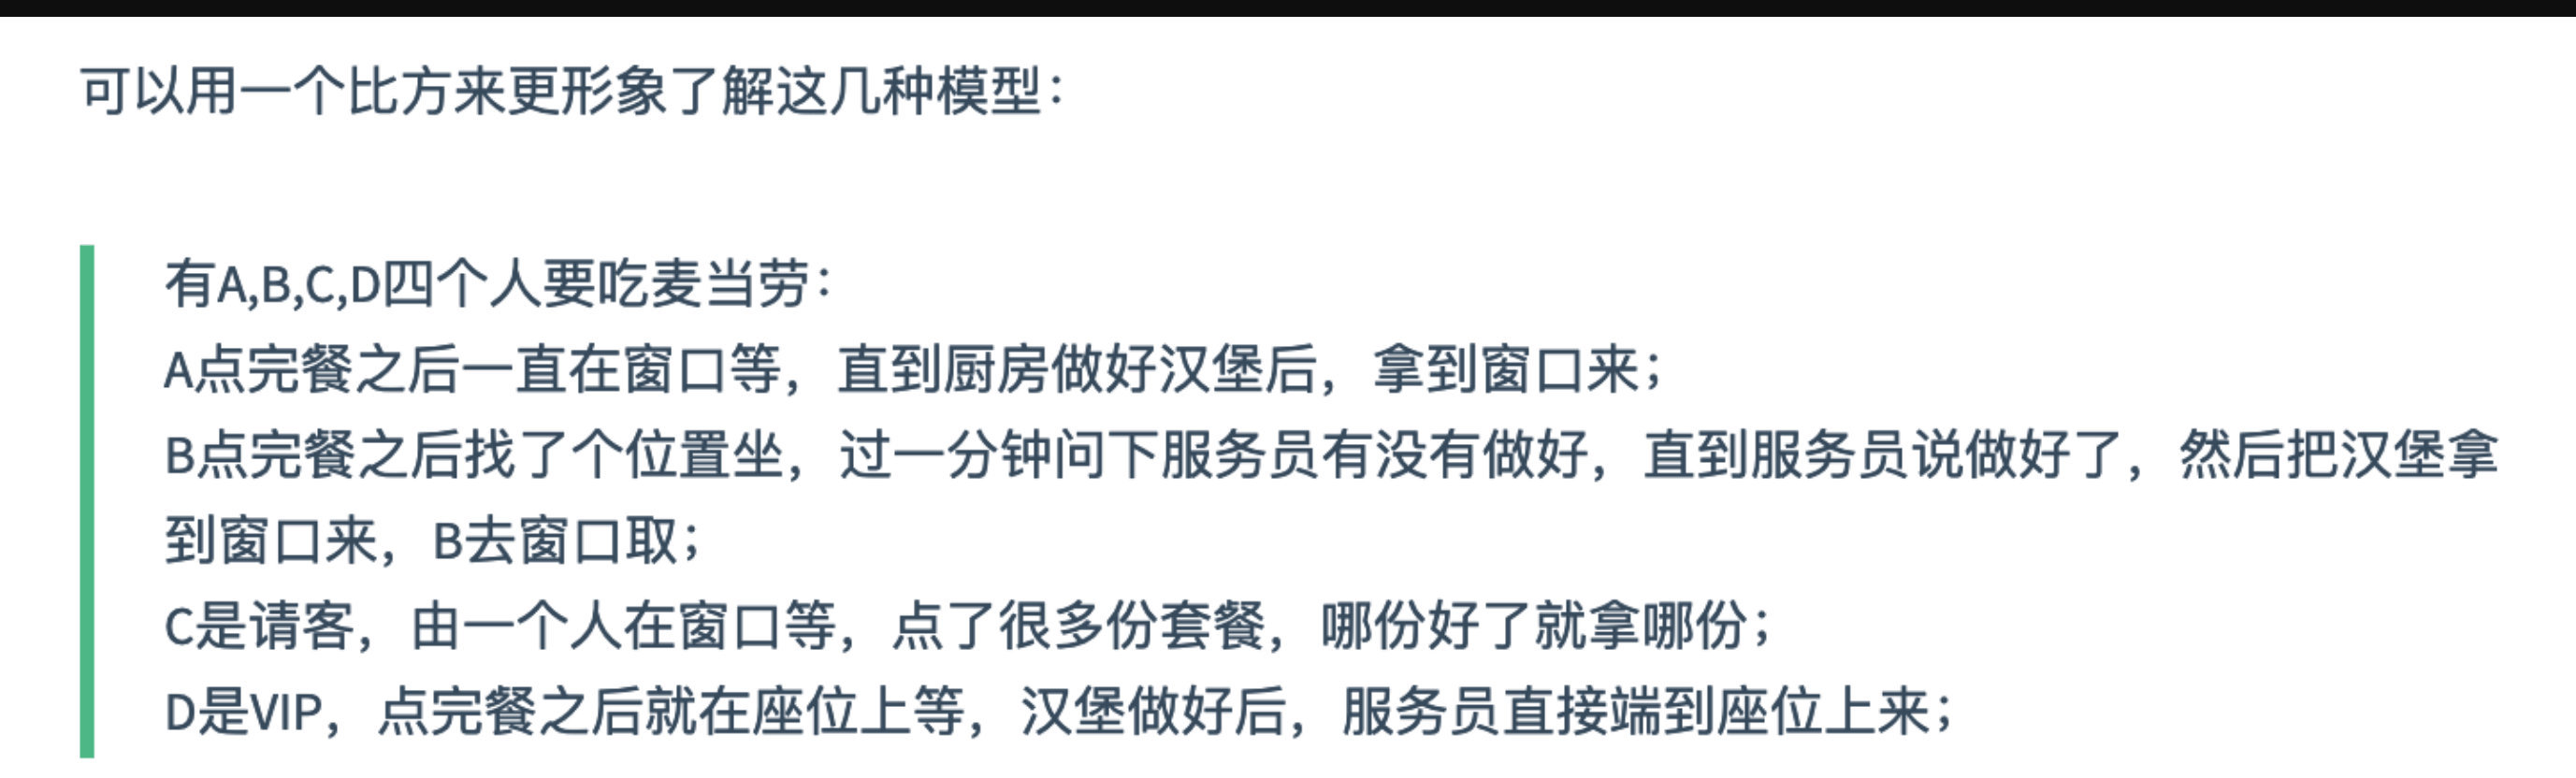 可以用一个比方来更形象了解这几种模型：
有A,B,C,D四个人要吃麦当劳：
A点完餐之后一直在窗口等，直到厨房做好汉堡后，拿到窗口来；
B点完餐之后找了个位置坐，过一分钟问下服务员有没有做好，直到服务员说做好了，然后把汉堡拿
到窗口来，B去窗口取；
C是请客，由一个人在窗口等，点了很多份套餐，哪份好了就拿哪份；
D是VIP，点完餐之后就在座位上等，汉堡做好后，服务员直接端到座位上来；